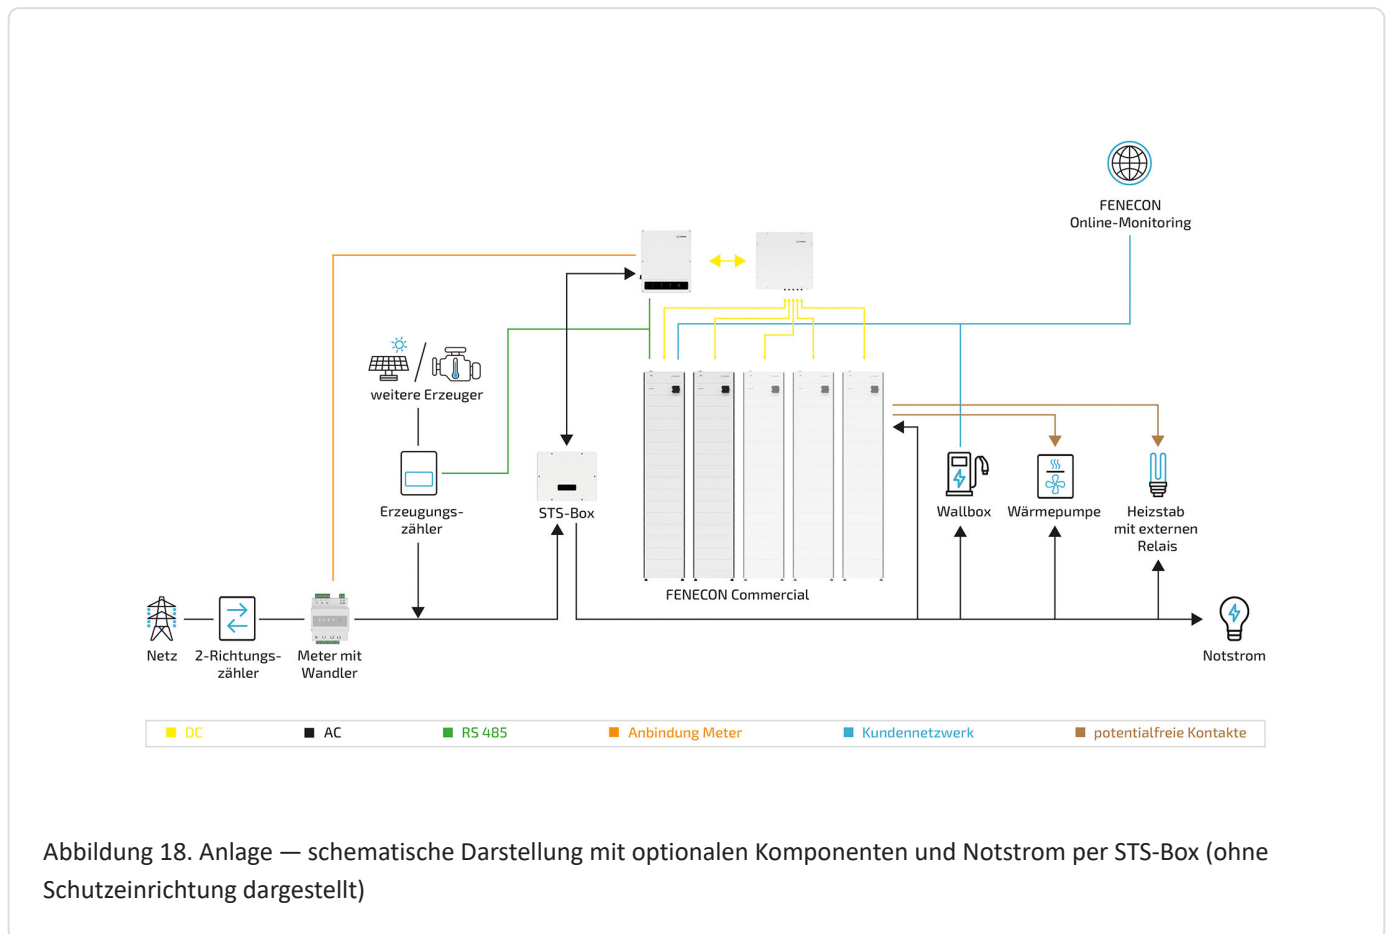 FENECON
Online-Monitoring
weitere Erzeuger
Erzeugungs-
zähler
STS-Box
Wallbox
Wärmepumpe
Heizstab
mit externen
Relais
FENECON Commercial
Netz
2-Richtungs-
zähler
Meter mit
Wandler
Notstrom
DC
AC
RS 485
Anbindung Meter
Kundennetzwerk
potentialfreie Kontakte
Abbildung 18. Anlage — schematische Darstellung mit optionalen Komponenten und Notstrom per STS-Box (ohne
Schutzeinrichtung dargestellt)